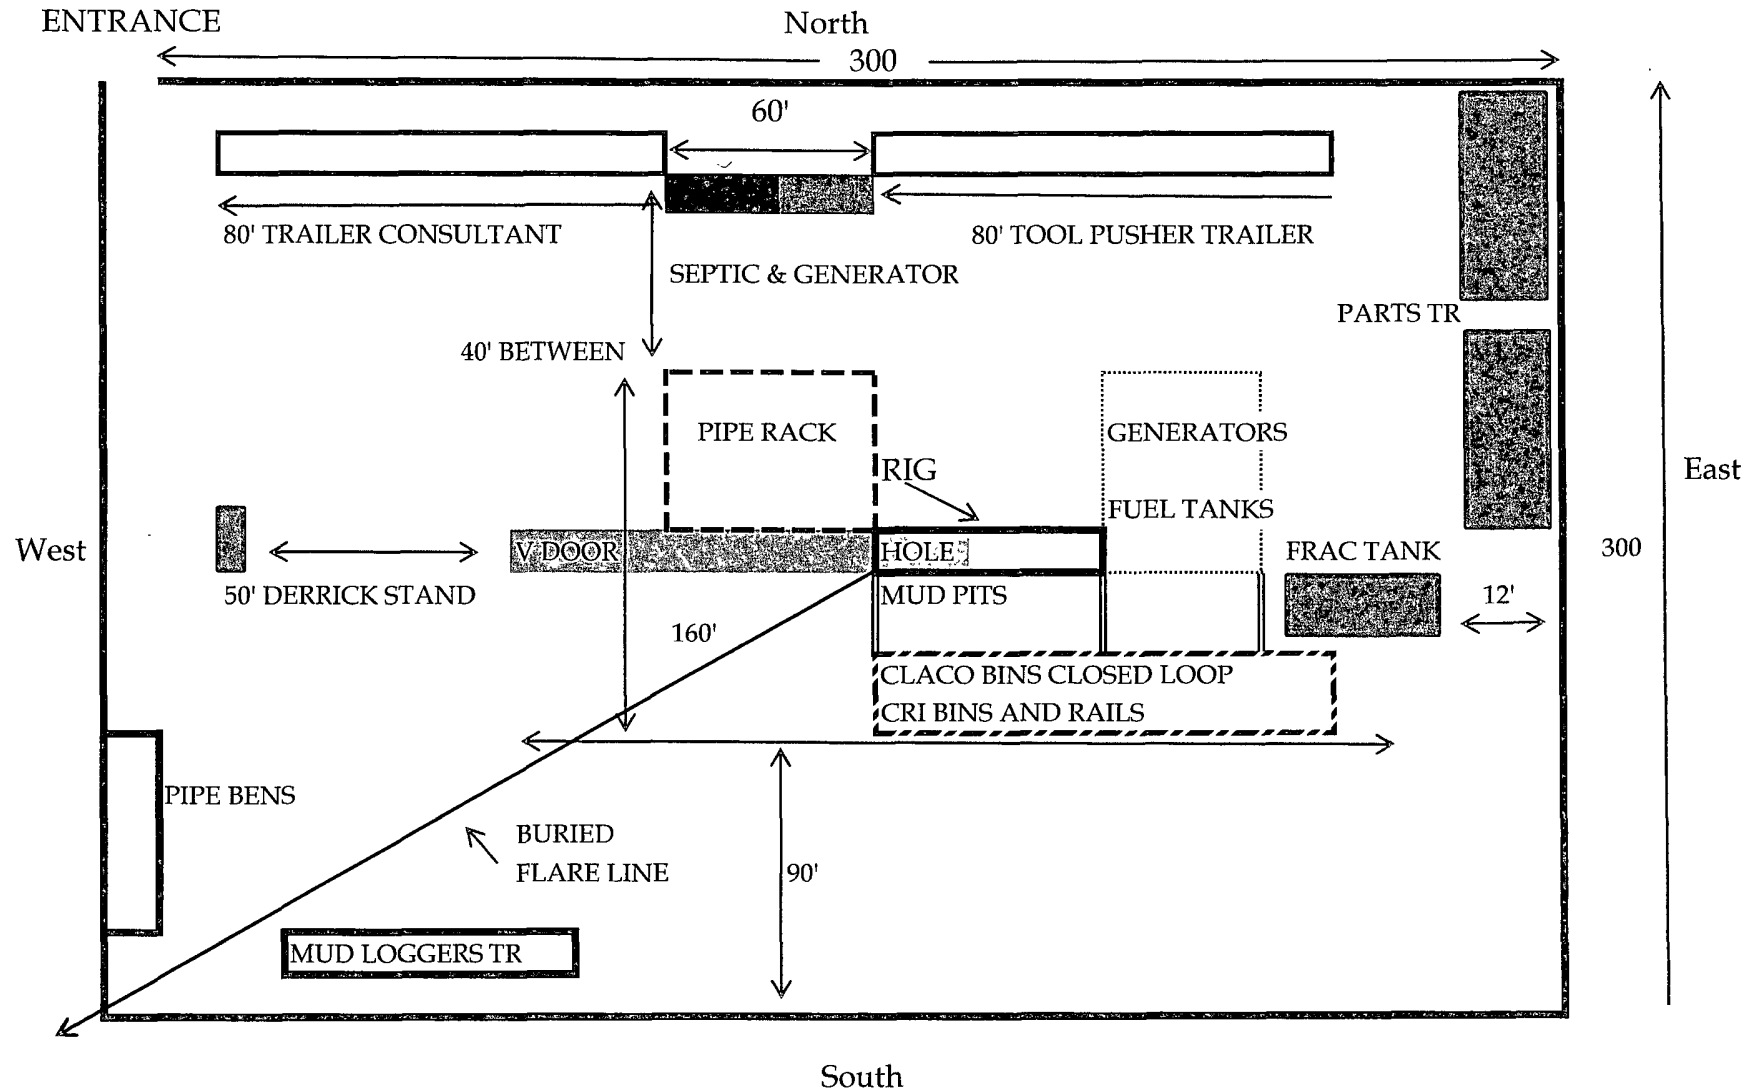 ENTRANCE
North
300
60'
80' TRAILER CONSULTANT
80' TOOL PUSHER TRAILER
SEPTIC & GENERATOR
PARTS TR
40' BETWEEN
PIPE RACK
GENERATORS
RIG
East
FUEL TANKS
West
V DOOR
HOLE
FRAC TANK
300
50' DERRICK STAND
MUD PITS
12'
160'
CLACO BINS CLOSED LOOP
CRI BINS AND RAILS
PIPE BENS
BURIED
FLARE LINE
90'
MUD LOGGERS TR
South